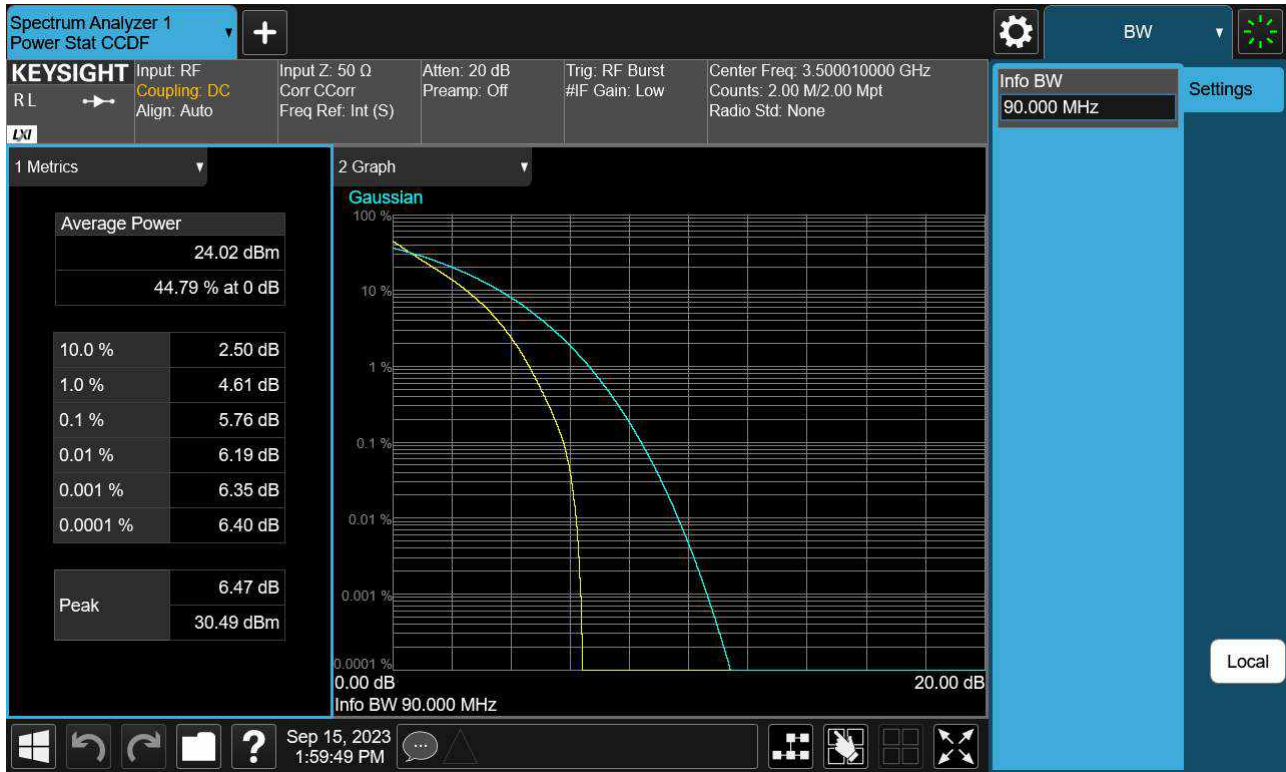 Spectrum Analyzer 1
Power Stat CCDF
BW
KEYSIGHT
RL
LXI
Input: RF
Coupling: DC
Align: Auto
Input Z: 50 Ω
Corr CCorr
Freq Ref: Int (S)
Atten: 20 dB
Preamp: Off
Trig: RF Burst
#IF Gain: Low
Center Freq: 3.500010000 GHz
Counts: 2.00 M/2.00 Mpt
Radio Std: None
Info BW
90.000 MHz
Settings
1 Metrics
Average Power
24.02 dBm
44.79 % at 0 dB
10.0 % 2.50 dB
1.0 % 4.61 dB
0.1 % 5.76 dB
0.01 % 6.19 dB
0.001 % 6.35 dB
0.0001 % 6.40 dB
Peak
6.47 dB
30.49 dBm
2 Graph
Gaussian
100 %
10 %
1 %
0.1 %
0.01 %
0.001 %
0.0001 %
0.00 dB 20.00 dB
Info BW 90.000 MHz
Local
?
Sep 15, 2023
1:59:49 PM